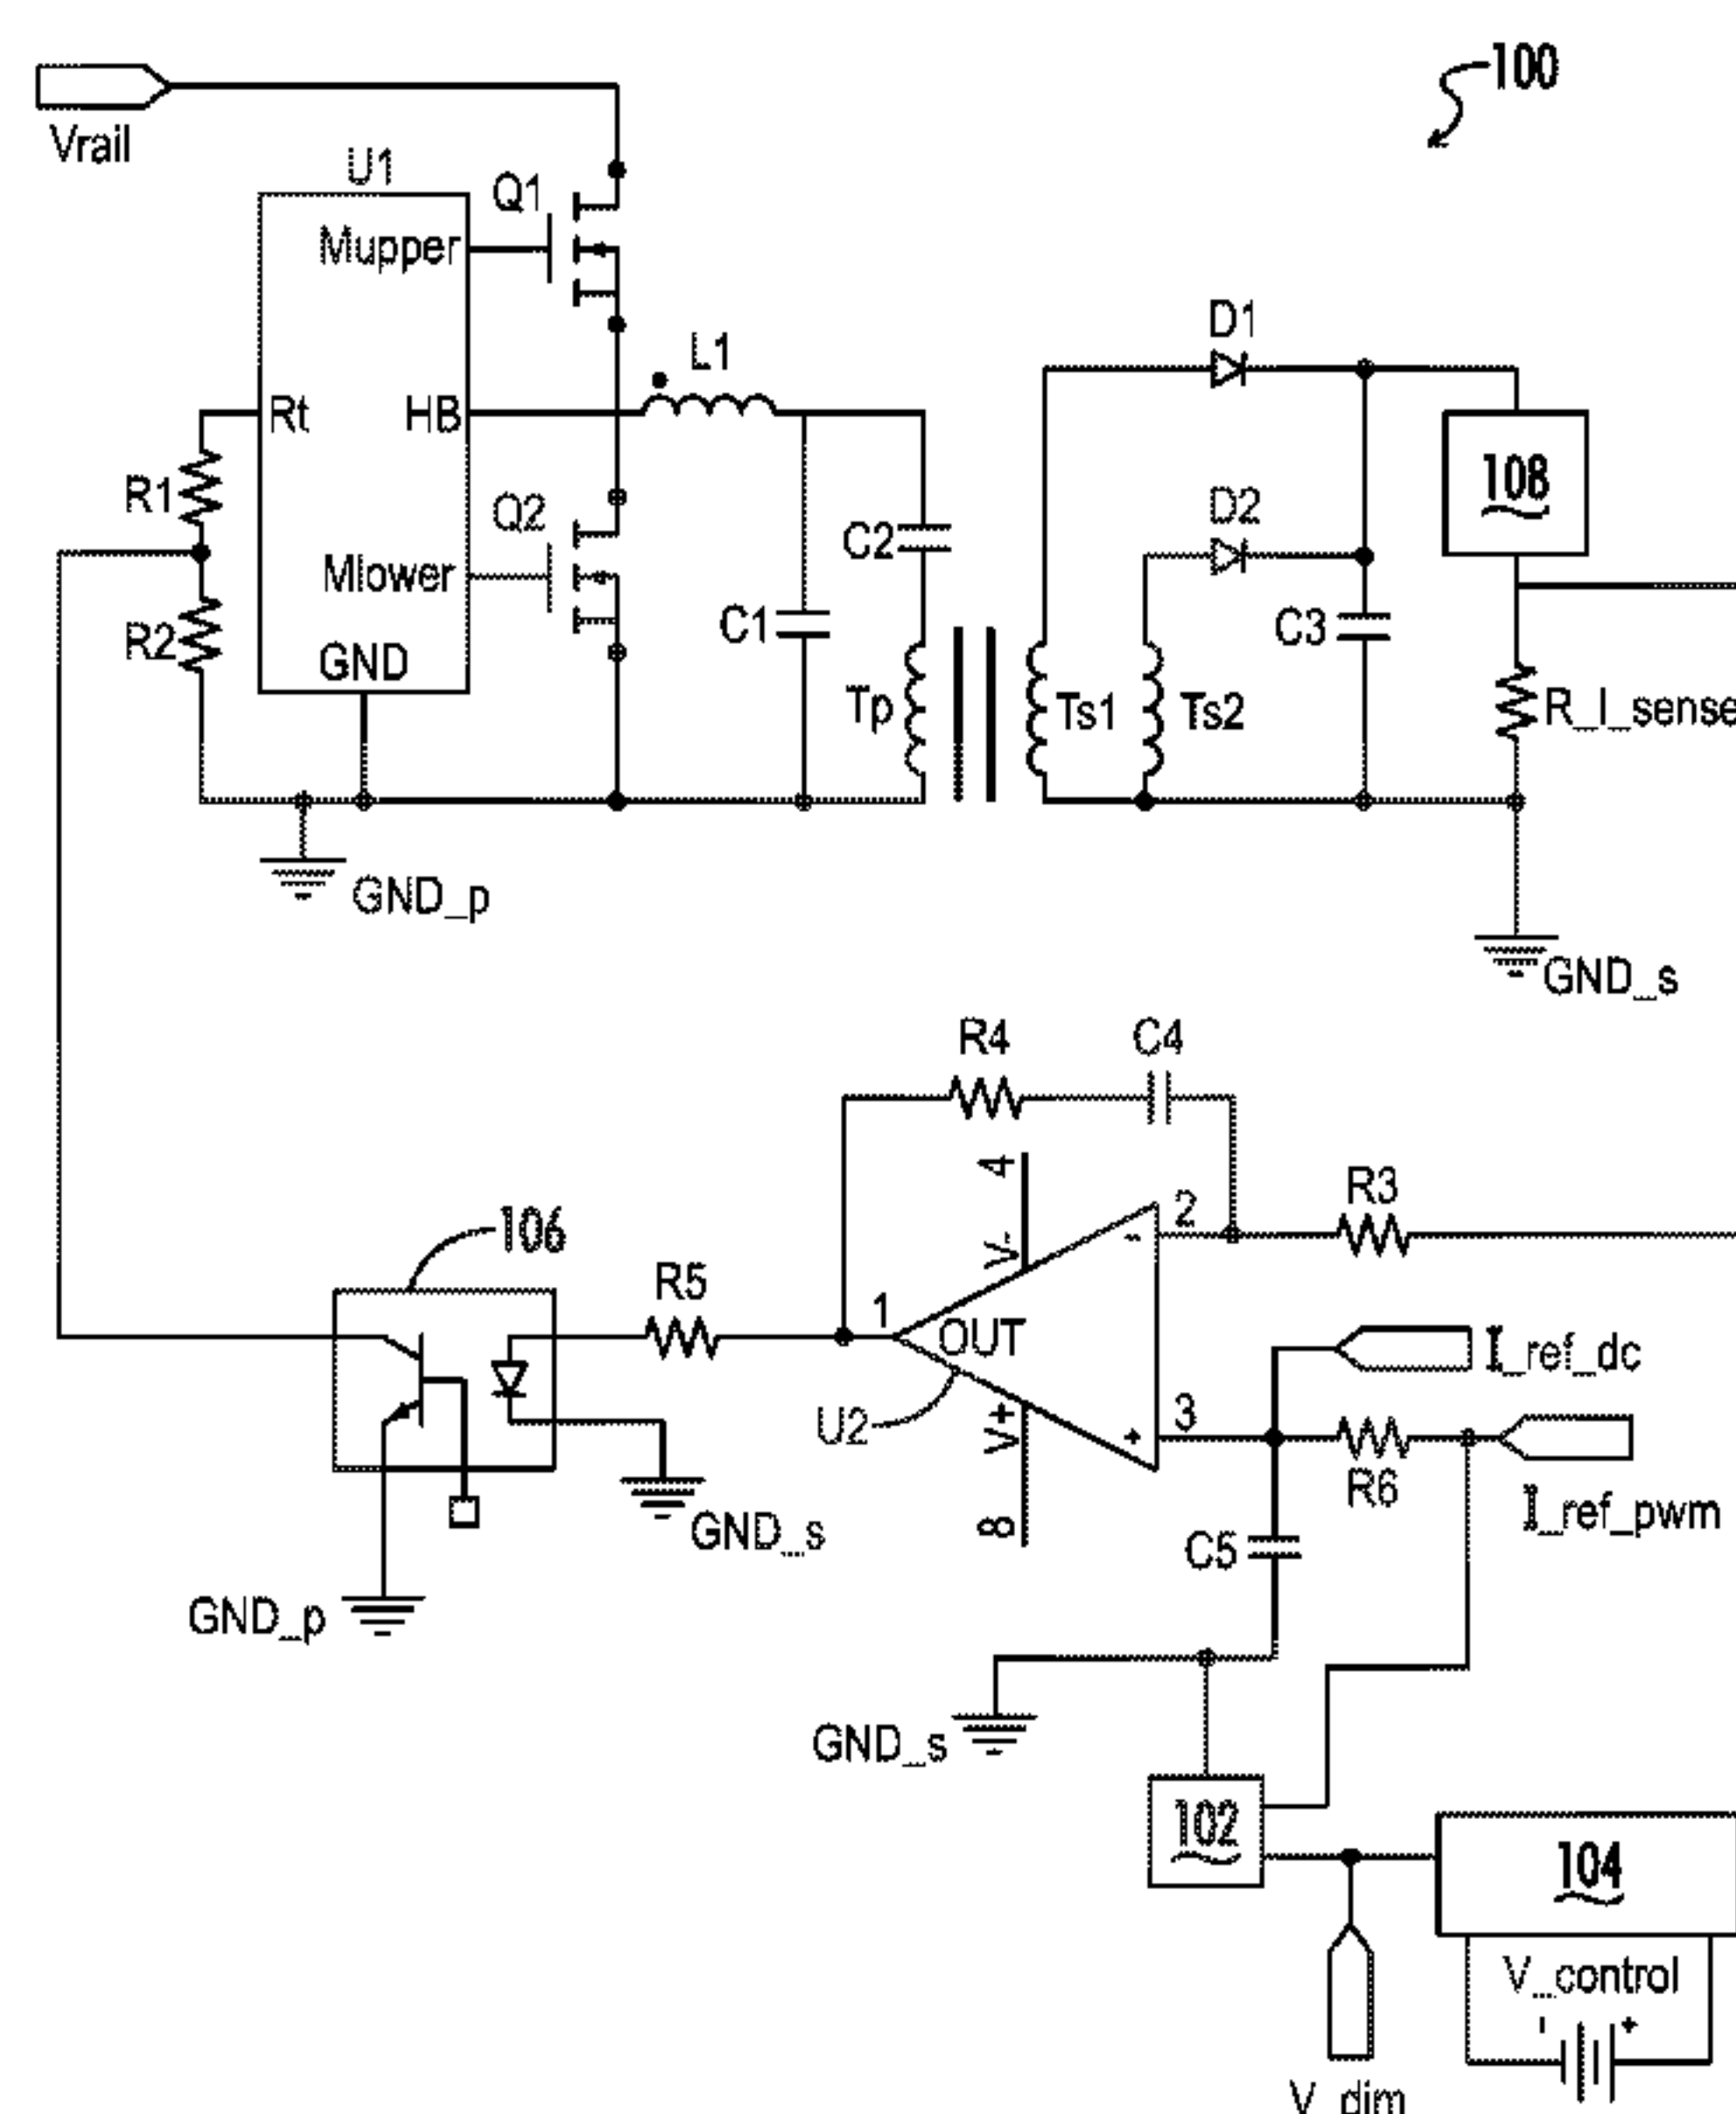 100
Vrail
U1
Q1
Mupper
D1
L1
Rt
HB
108
R1
Q2
D2
C2
Mlower
R2
C1
C3
GND
Tp
Ts1
Ts2
R_I_sense
GND_p
GND_s
R4
C4
4
V-
2
R3
106
R5
1
-
OUT
I_ref_dc
U2
V+
3
+
8
R6
I_ref_pwm
GND_s
C5
GND_p
GND_s
102
104
V_control
- +
V_dim